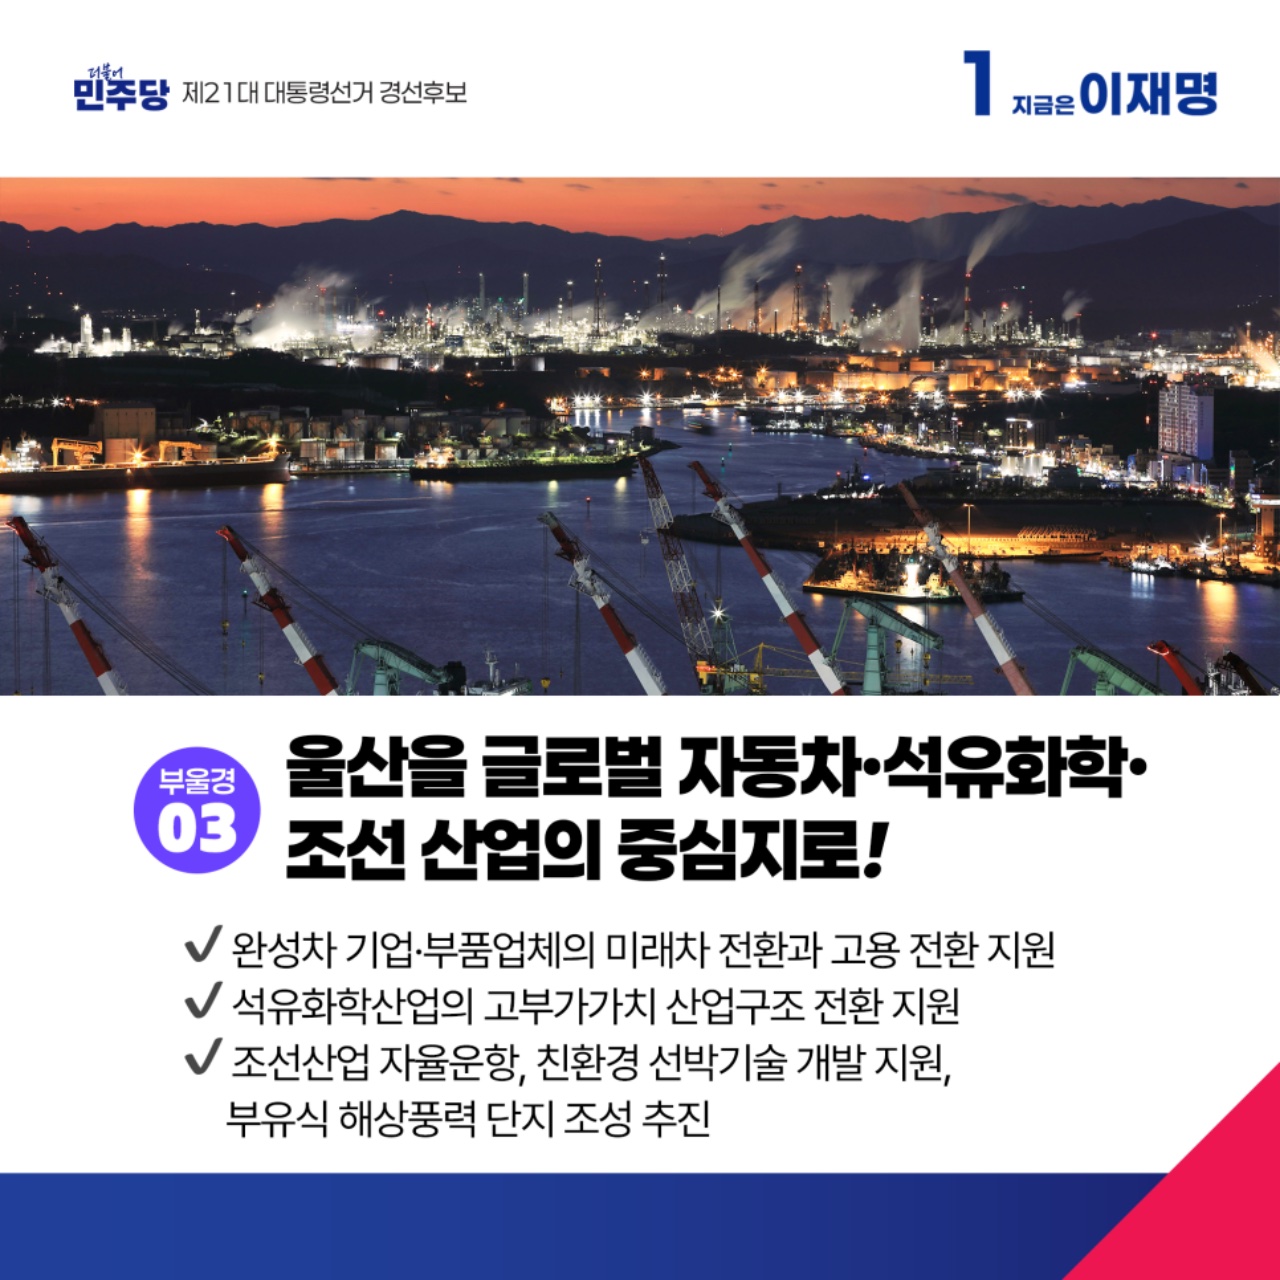 더불어
민주당 제21대 대통령선거 경선후보
1 지금은 이재명
부울경
03
울산을 글로벌 자동차·석유화학·
조선 산업의 중심지로!
✓ 완성차 기업·부품업체의 미래차 전환과 고용 전환 지원
✓ 석유화학산업의 고부가가치 산업구조 전환 지원
✓ 조선산업 자율운항, 친환경 선박기술 개발 지원,
부유식 해상풍력 단지 조성 추진